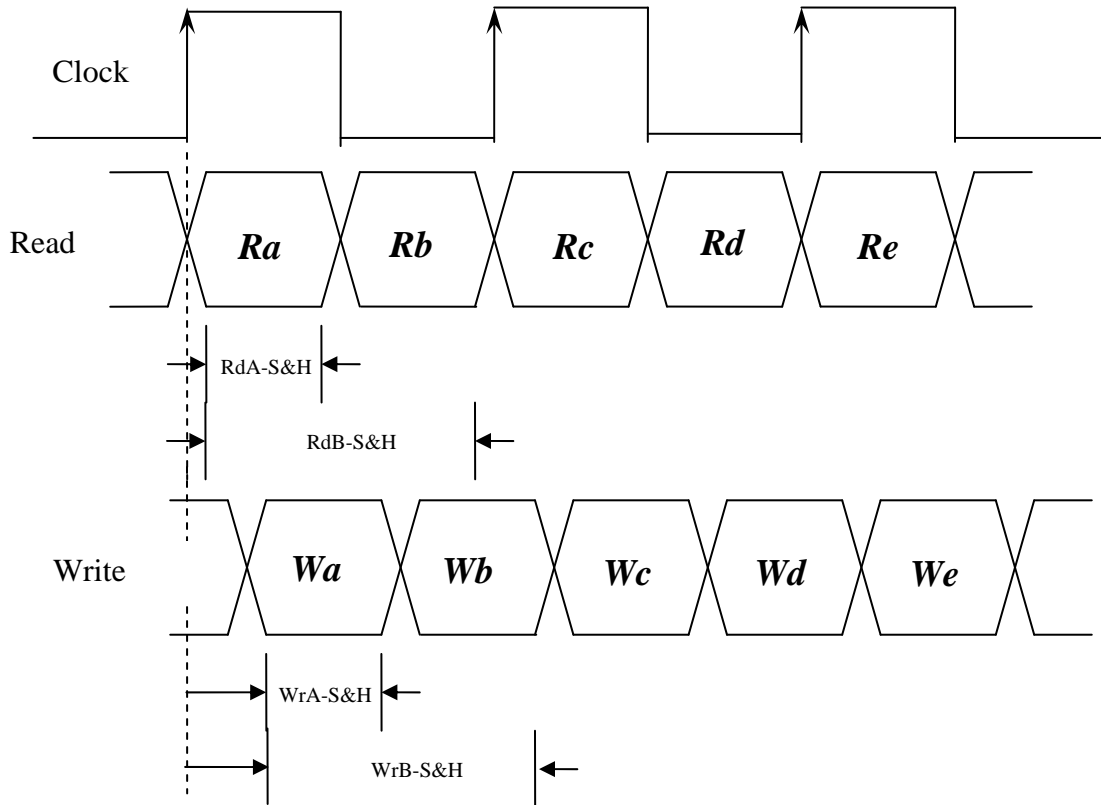 Clock
Read
Ra Rb Rc Rd Re
RdA-S&H
RdB-S&H
Write
Wa Wb Wc Wd We
WrA-S&H
WrB-S&H